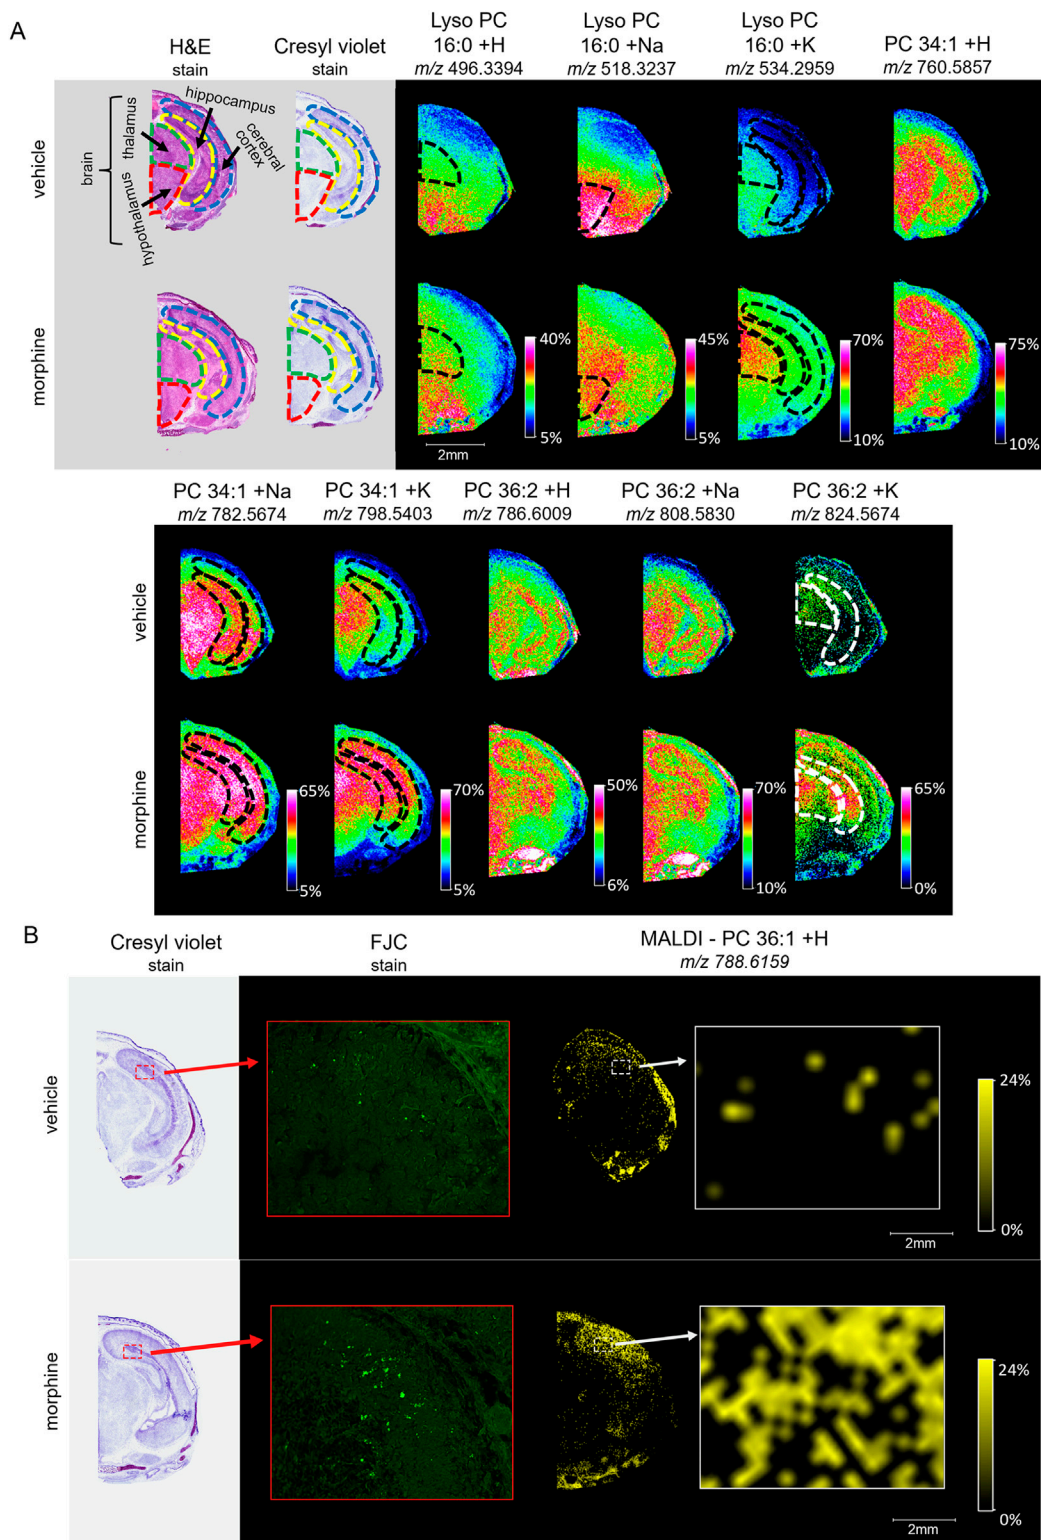 A
H&E
stain
Cresyl violet
stain
Lyso PC
16:0 +H
m/z 496.3394
Lyso PC
16:0 +Na
m/z 518.3237
Lyso PC
16:0 +K
m/z 534.2959
PC 34:1 +H
m/z 760.5857
vehicle
brain
thalamus
hypothalamus
hippocampus
cerebral
cortex
morphine
40%
5%
2mm
45%
5%
70%
10%
75%
10%
PC 34:1 +Na
m/z 782.5674
PC 34:1 +K
m/z 798.5403
PC 36:2 +H
m/z 786.6009
PC 36:2 +Na
m/z 808.5830
PC 36:2 +K
m/z 824.5674
vehicle
morphine
65%
5%
70%
5%
50%
6%
70%
10%
65%
0%
B
Cresyl violet
stain
FJC
stain
MALDI - PC 36:1 +H
m/z 788.6159
vehicle
24%
0%
2mm
morphine
24%
0%
2mm